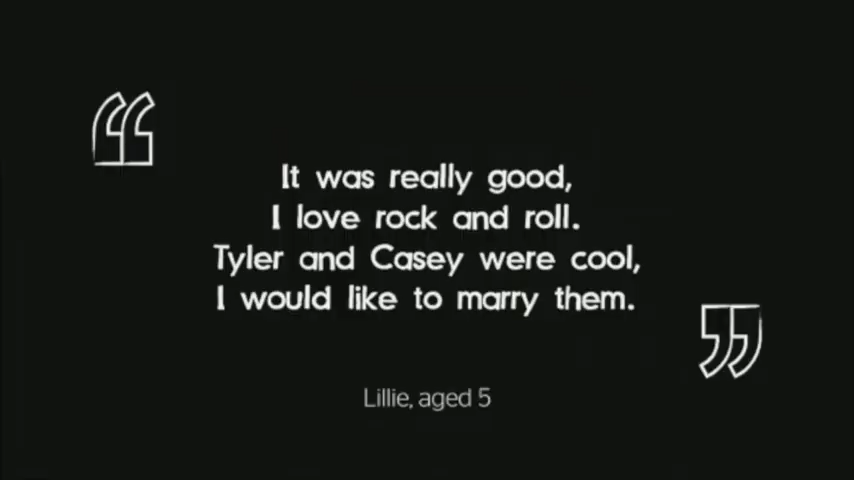 “
It was really good,
I love rock and roll.
Tyler and Casey were cool,
I would like to marry them.
”
Lillie, aged 5